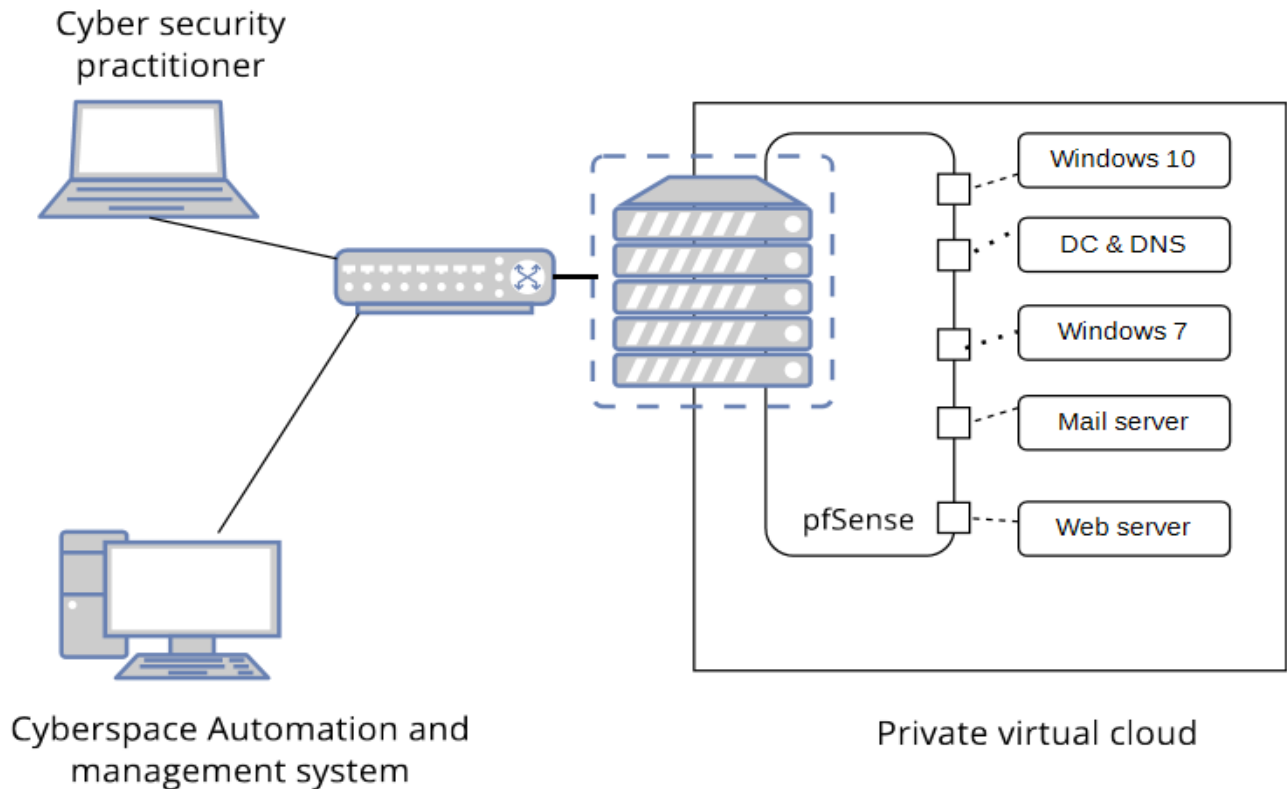 Cyber security
practitioner
Windows 10
DC & DNS
Windows 7
Mail server
pfSense
Web server
Cyberspace Automation and
management system
Private virtual cloud